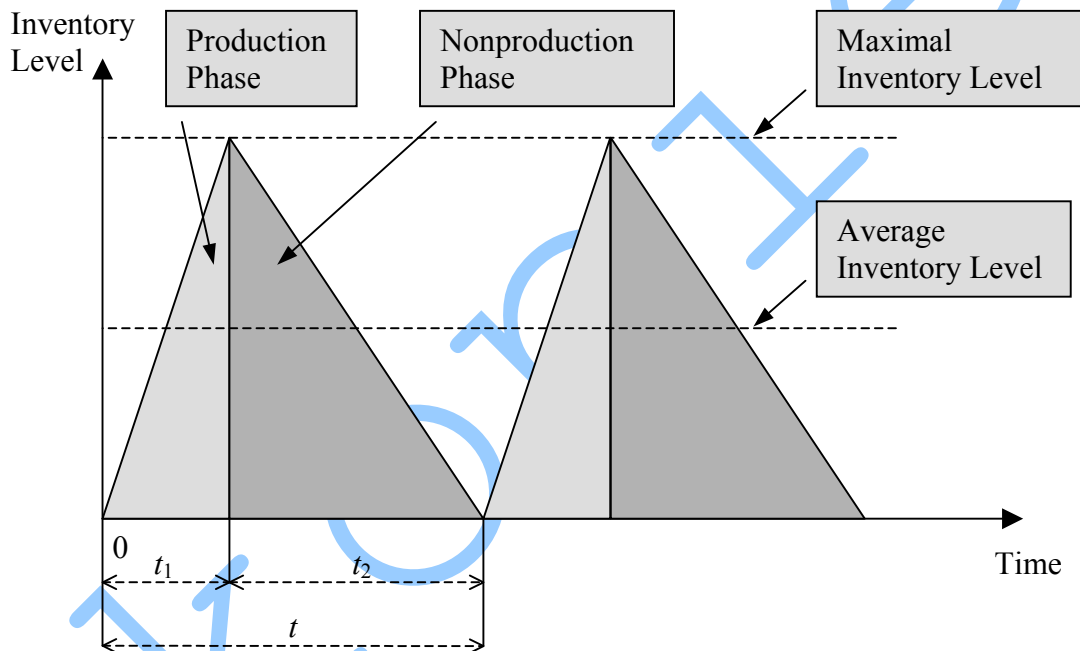 Inventory
Level
Production
Phase
Nonproduction
Phase
Maximal
Inventory Level
Average
Inventory Level
0
t₁
t₂
Time
t